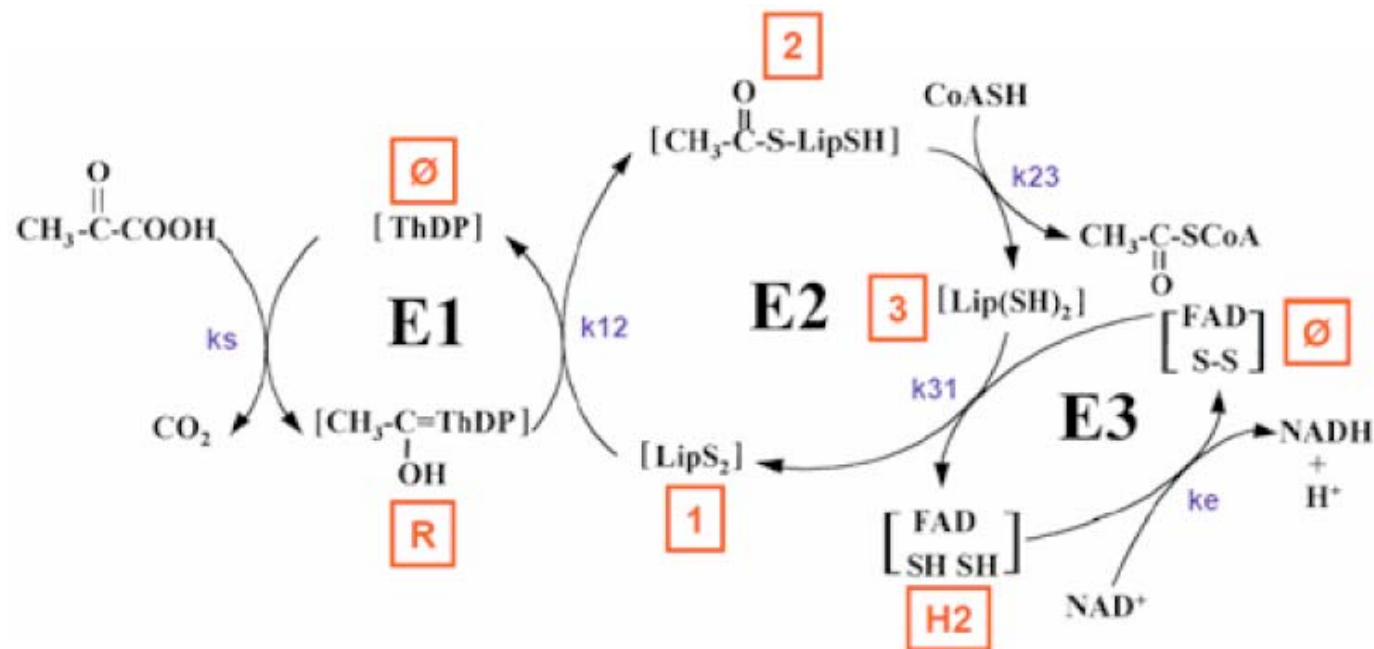 2
O
||
[CH₃-C-S-LipSH]
CoASH
k23
CH₃-C-SCoA
||
O
Ø
[ThDP]
O
||
CH₃-C-COOH
E1
ks
k12
E2
3
[Lip(SH)₂]
[FAD
S-S]
Ø
k31
E3
CO₂
[CH₃-C=ThDP]
OH
R
[LipS₂]
1
NADH
+
H⁺
ke
[FAD
SH SH]
H2
NAD⁺